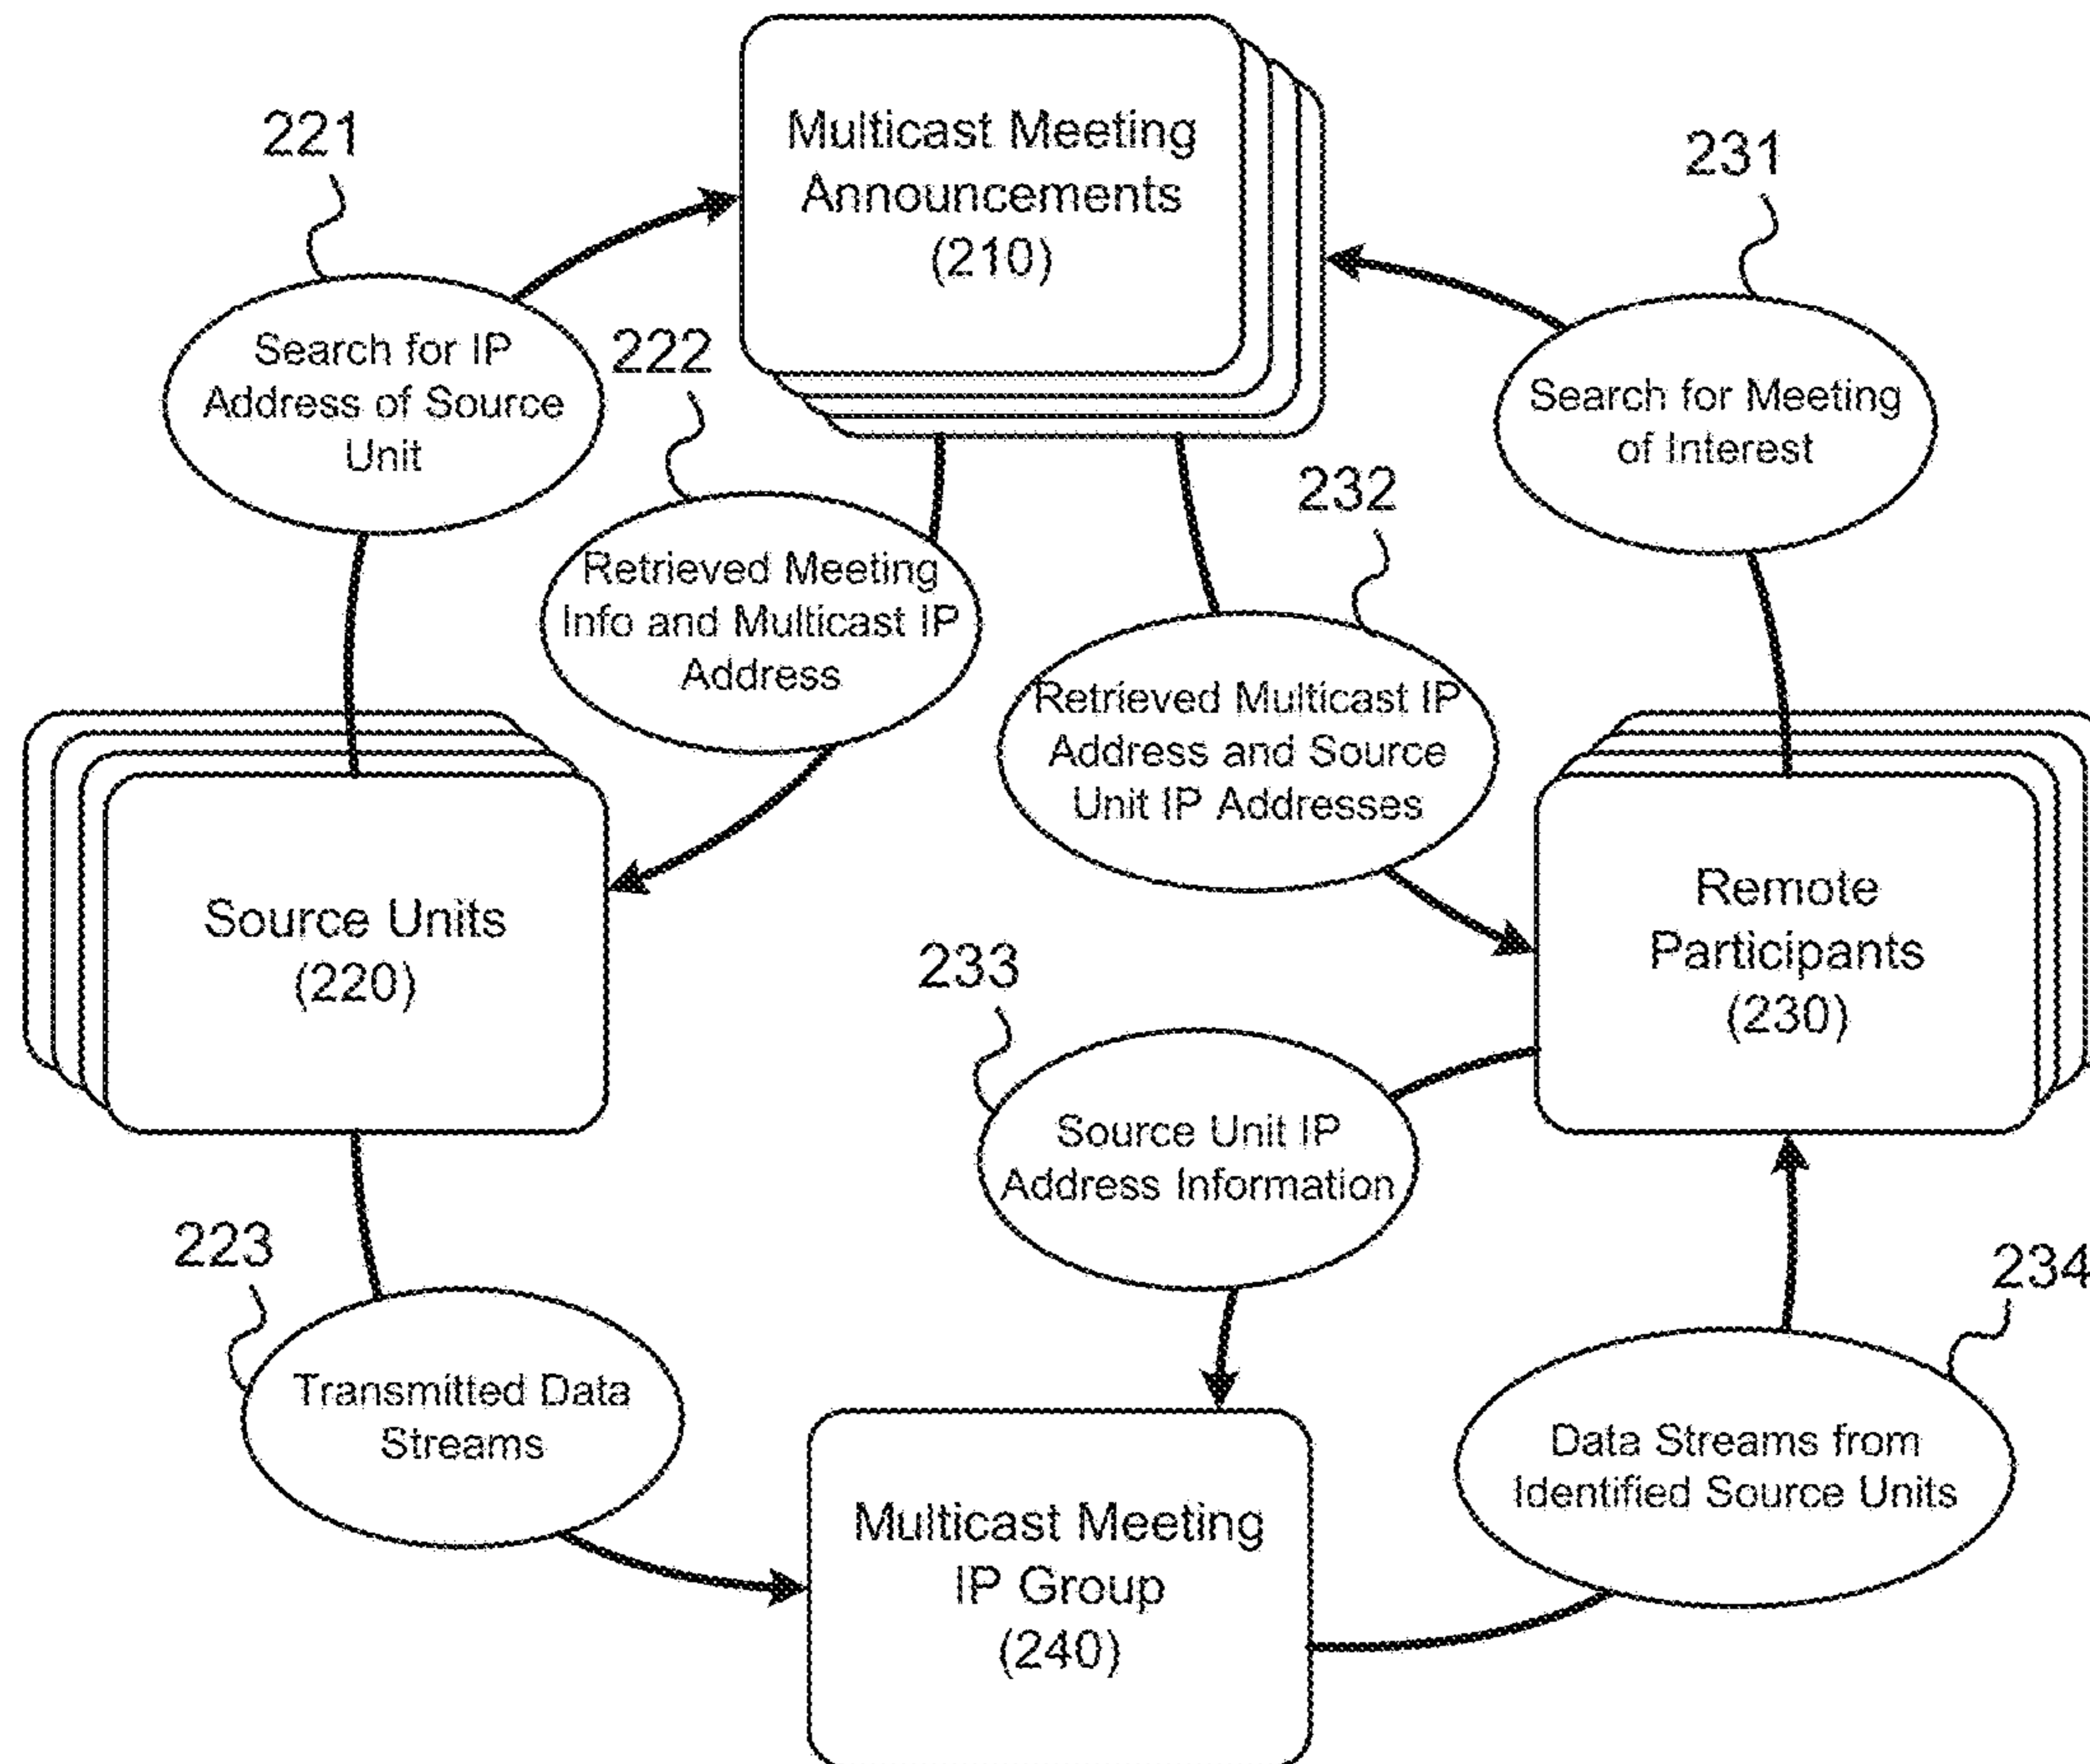 Multicast Meeting
Announcements
(210)
221
Search for IP
Address of Source
Unit
222
Retrieved Meeting
Info and Multicast IP
Address
231
Search for Meeting
of Interest
232
Retrieved Multicast IP
Address and Source
Unit IP Addresses
Source Units
(220)
Remote
Participants
(230)
233
Source Unit IP
Address Information
223
Transmitted Data
Streams
234
Data Streams from
Identified Source Units
Multicast Meeting
IP Group
(240)